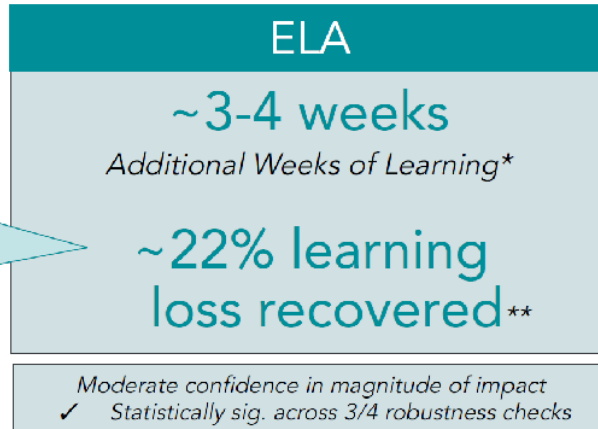 ELA
~3-4 weeks
Additional Weeks of Learning*
~22% learning
loss recovered**
Moderate confidence in magnitude of impact
✓ Statistically sig. across 3/4 robustness checks